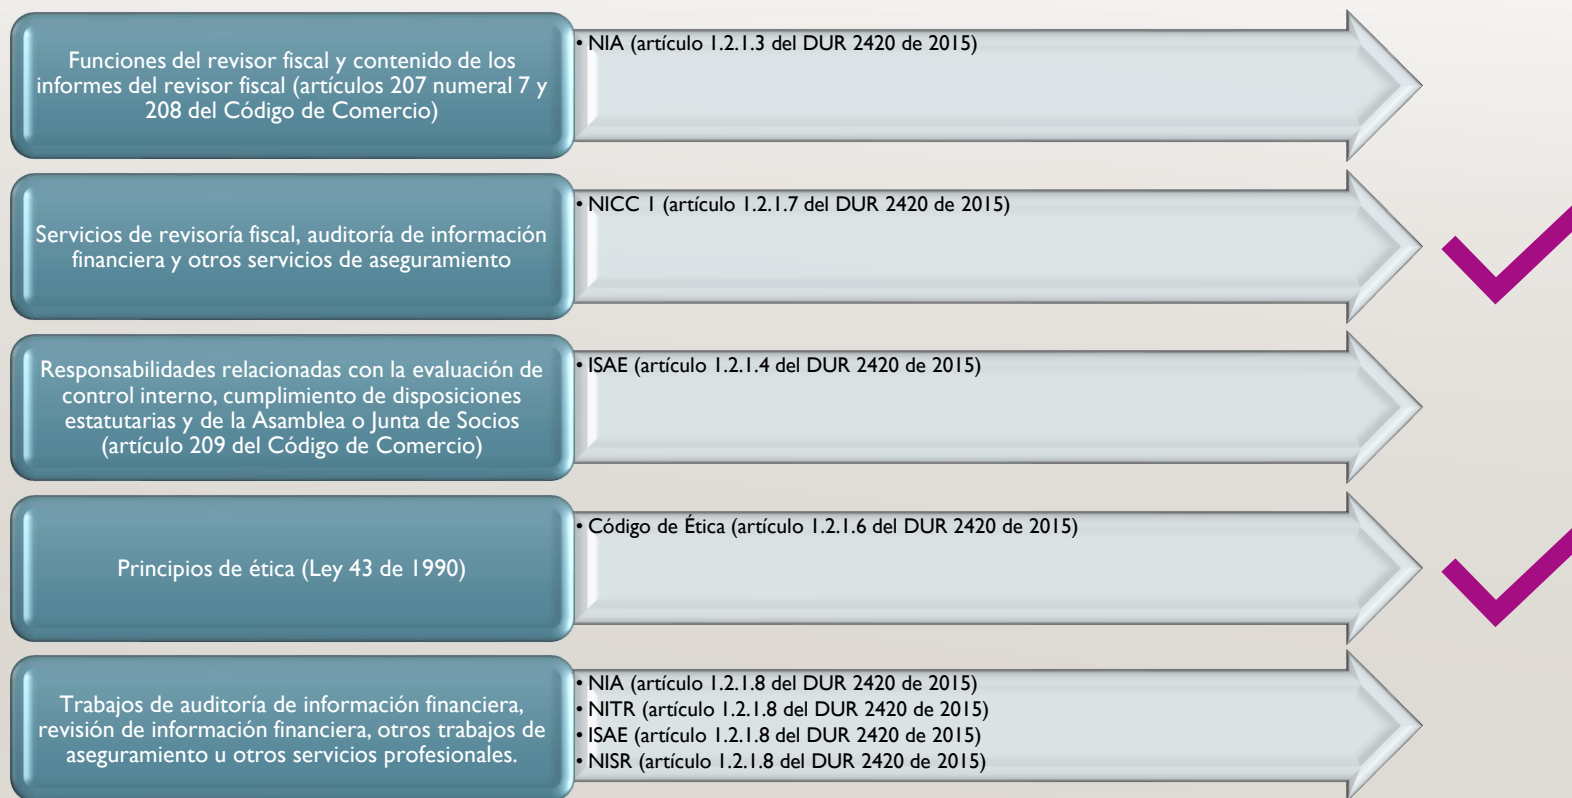 Funciones del revisor fiscal y contenido de los
informes del revisor fiscal (artículos 207 numeral 7 y
208 del Código de Comercio)
• NIA (artículo 1.2.1.3 del DUR 2420 de 2015)
Servicios de revisoría fiscal, auditoría de información
financiera y otros servicios de aseguramiento
• NICC 1 (artículo 1.2.1.7 del DUR 2420 de 2015)
Responsabilidades relacionadas con la evaluación de
control interno, cumplimiento de disposiciones
estatutarias y de la Asamblea o Junta de Socios
(artículo 209 del Código de Comercio)
• ISAE (artículo 1.2.1.4 del DUR 2420 de 2015)
Principios de ética (Ley 43 de 1990)
• Código de Ética (artículo 1.2.1.6 del DUR 2420 de 2015)
Trabajos de auditoría de información financiera,
revisión de información financiera, otros trabajos de
aseguramiento u otros servicios profesionales.
• NIA (artículo 1.2.1.8 del DUR 2420 de 2015)
• NITR (artículo 1.2.1.8 del DUR 2420 de 2015)
• ISAE (artículo 1.2.1.8 del DUR 2420 de 2015)
• NISR (artículo 1.2.1.8 del DUR 2420 de 2015)